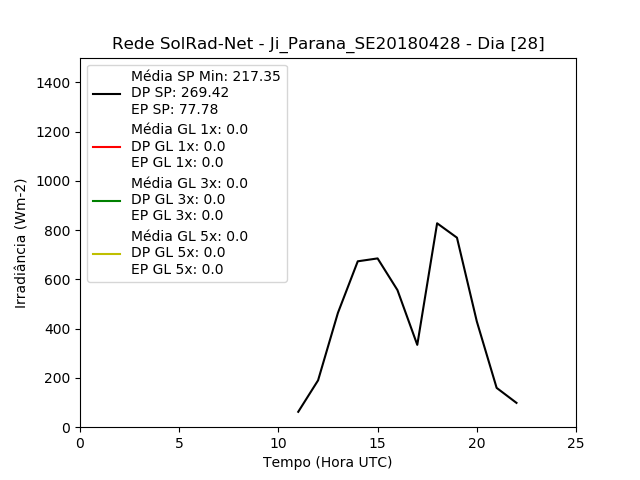 Rede SolRad-Net - Ji_Parana_SE20180428 - Dia [28]
Média SP Min: 217.35
DP SP: 269.42
EP SP: 77.78
Média GL 1x: 0.0
DP GL 1x: 0.0
EP GL 1x: 0.0
Média GL 3x: 0.0
DP GL 3x: 0.0
EP GL 3x: 0.0
Média GL 5x: 0.0
DP GL 5x: 0.0
EP GL 5x: 0.0
1400
1200
1000
800
600
400
200
0
Irradiância (Wm-2)
0 5 10 15 20 25
Tempo (Hora UTC)